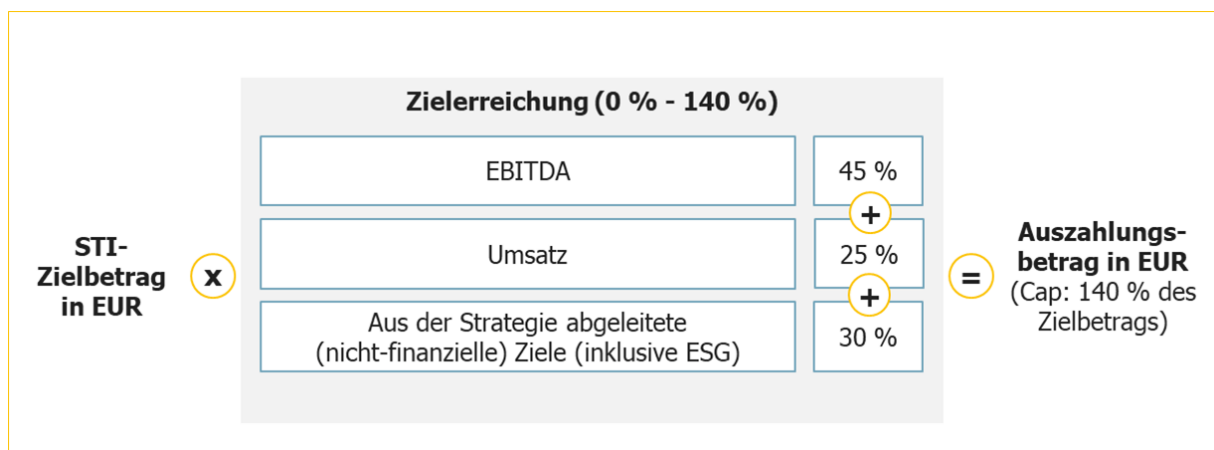 Zielerreichung (0 % - 140 %)
EBITDA
45 %
+
STI-
Zielbetrag
in EUR
x
Umsatz
25 %
=
Auszahlungs-
betrag in EUR
(Cap: 140 % des
Zielbetrags)
+
Aus der Strategie abgeleitete
(nicht-finanzielle) Ziele (inklusive ESG)
30 %